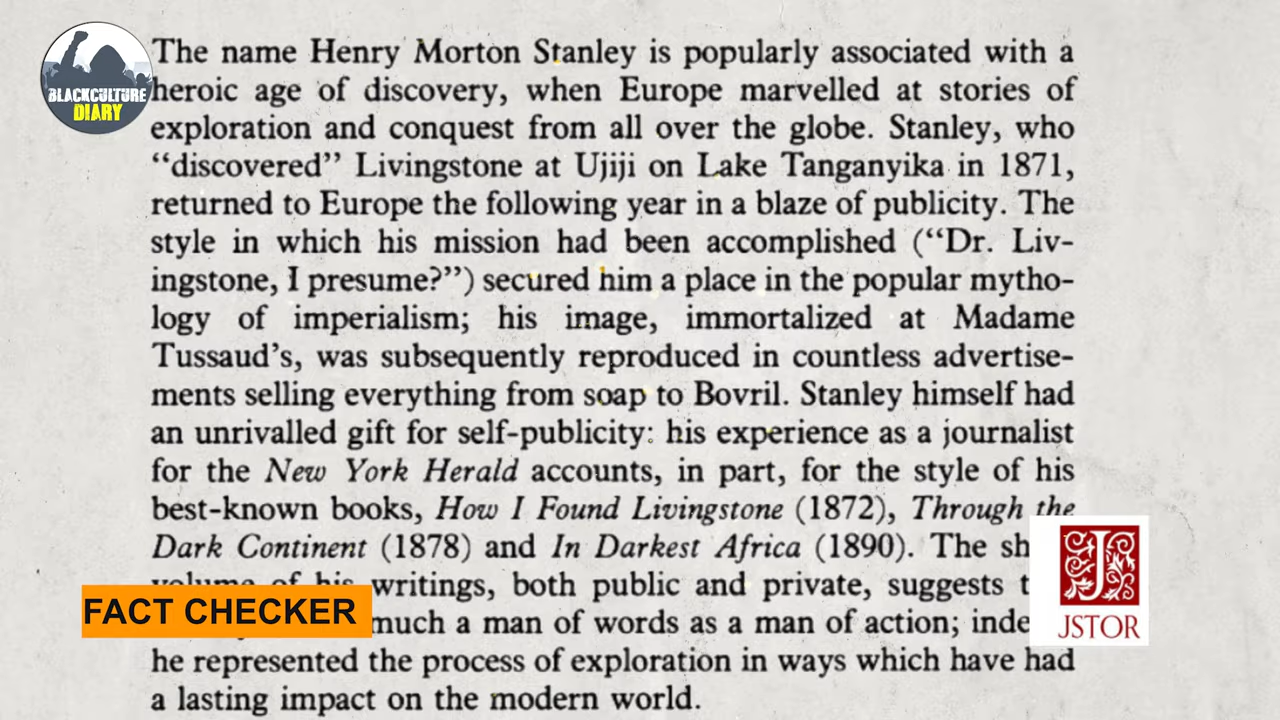 The name Henry Morton Stanley is popularly associated with a
heroic age of discovery, when Europe marvelled at stories of
exploration and conquest from all over the globe. Stanley, who
“discovered” Livingstone at Ujiji on Lake Tanganyika in 1871,
returned to Europe the following year in a blaze of publicity. The
style in which his mission had been accomplished (“Dr. Liv-
ingstone, I presume?”) secured him a place in the popular mytho-
logy of imperialism; his image, immortalized at Madame
Tussaud’s, was subsequently reproduced in countless advertise-
ments selling everything from soap to Bovril. Stanley himself had
an unrivalled gift for self-publicity: his experience as a journalist
for the New York Herald accounts, in part, for the style of his
best-known books, How I Found Livingstone (1872), Through the
Dark Continent (1878) and In Darkest Africa (1890). The
volume of his writings, both public and private, suggests
much a man of words as a man of action;
he represented the process of exploration in ways which have had
a lasting impact on the modern world.
BLACKCULTURE
DIARY
FACT CHECKER
JSTOR